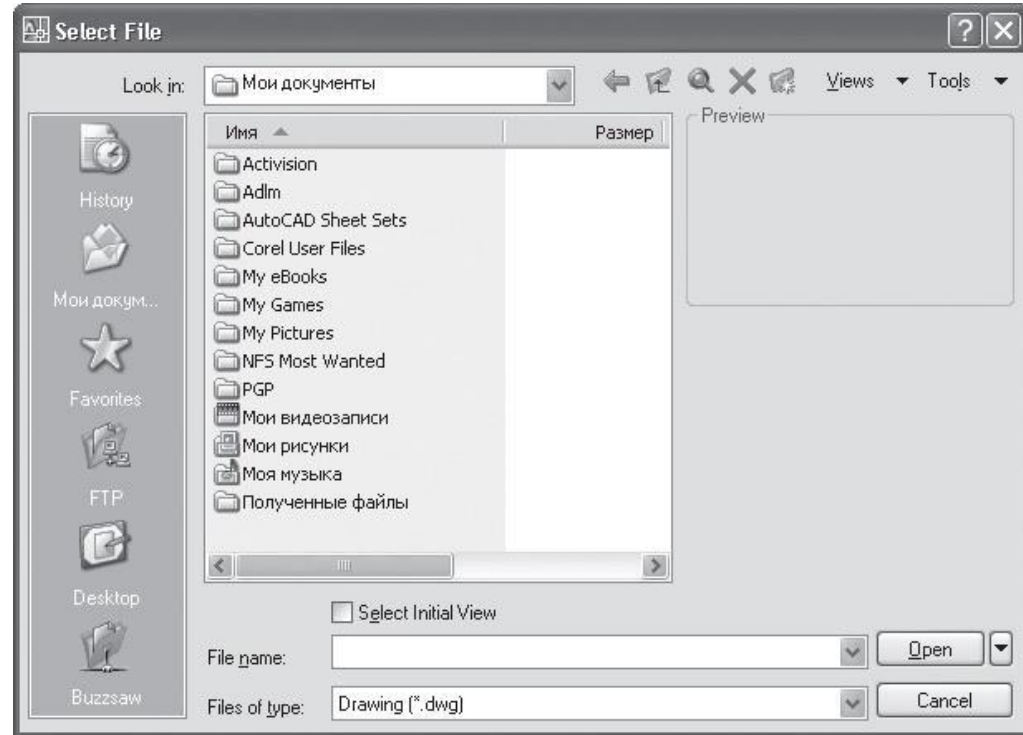 Select File
Look in: Мои документы Views Tools
History
Мои докум...
Favorites
FTP
Desktop
Buzzsaw
Имя Размер
Activision
Adlm
AutoCAD Sheet Sets
Corel User Files
My eBooks
My Games
My Pictures
NFS Most Wanted
PGP
Мои видеозаписи
Мои рисунки
Моя музыка
Полученные файлы
Preview
Select Initial View
File name: Open
Files of type: Drawing (*.dwg) Cancel